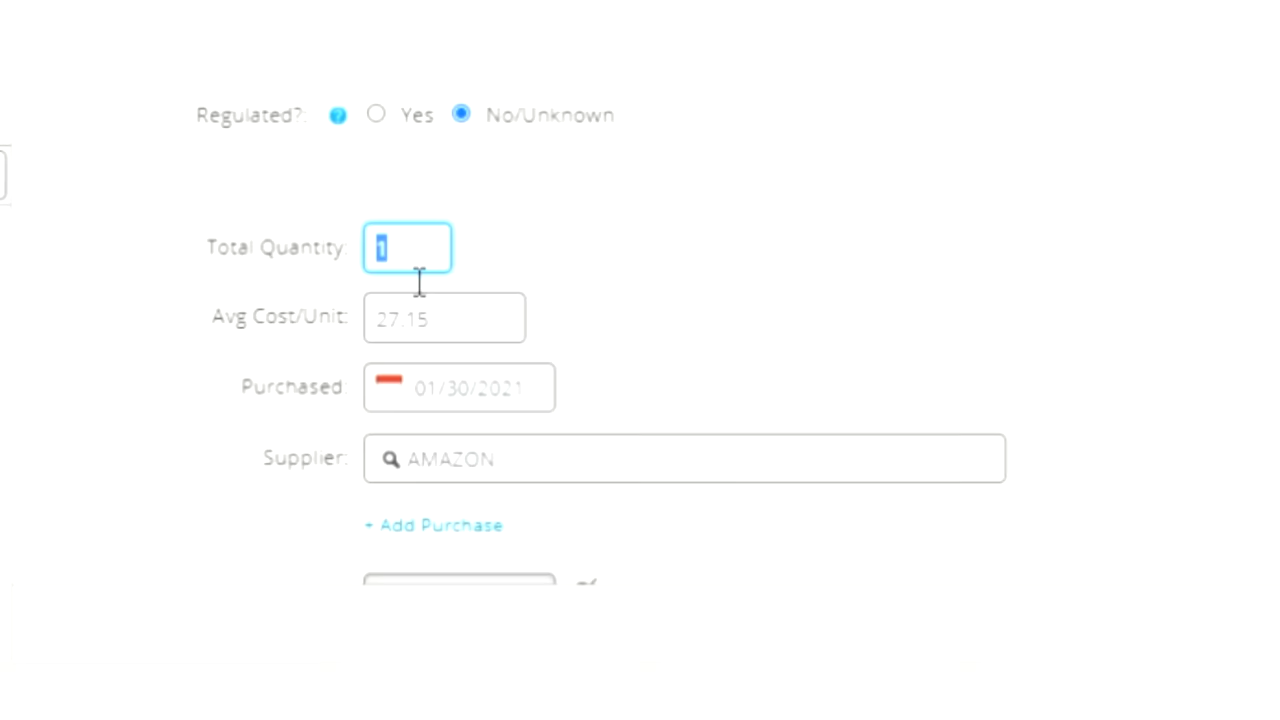 Regulated?: ? Yes No/Unknown
Total Quantity: 1
Avg Cost/Unit: 27.15
Purchased: 01/30/2021
Supplier: AMAZON
+ Add Purchase